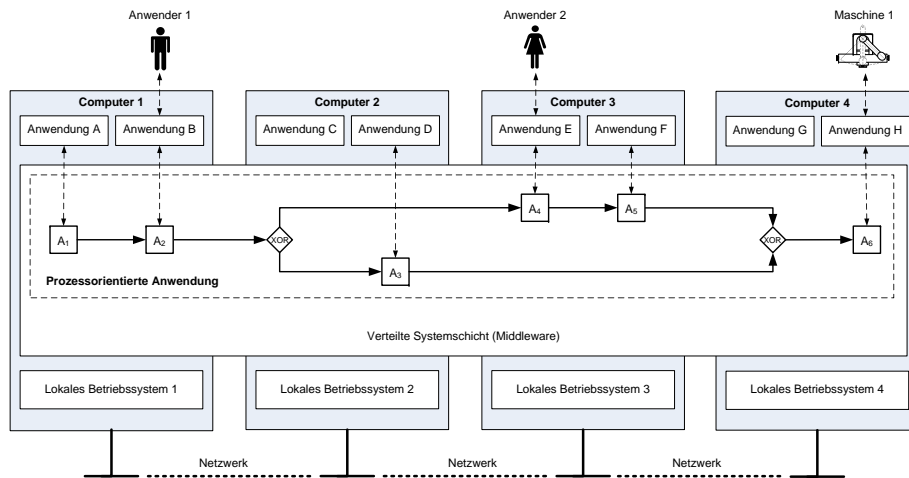 Anwender 1
Anwender 2
Maschine 1
Computer 1
Computer 2
Computer 3
Computer 4
Anwendung A
Anwendung B
Anwendung C
Anwendung D
Anwendung E
Anwendung F
Anwendung G
Anwendung H
A4
A5
A1
A2
XOR
XOR
A6
A3
Prozessorientierte Anwendung
Verteilte Systemschicht (Middleware)
Lokales Betriebssystem 1
Lokales Betriebssystem 2
Lokales Betriebssystem 3
Lokales Betriebssystem 4
Netzwerk
Netzwerk
Netzwerk